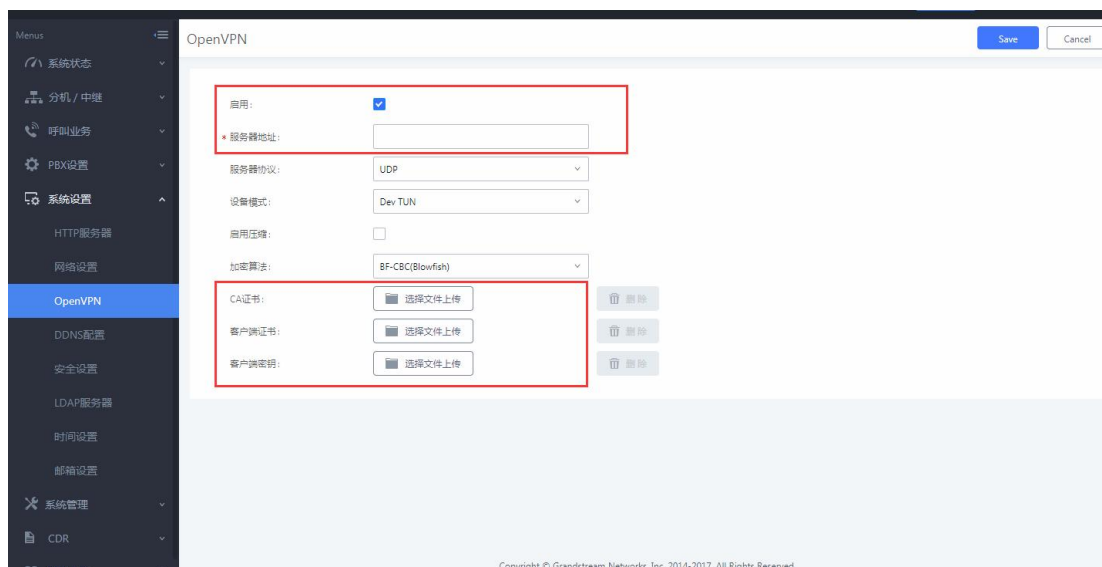 Menus
OpenVPN
Save
Cancel
系统状态
分机 / 中继
呼叫业务
PBX设置
系统设置
HTTP服务器
网络设置
OpenVPN
DDNS配置
安全设置
LDAP服务器
时间设置
邮箱设置
系统管理
CDR
启用:
* 服务器地址:
服务器协议: UDP
设备模式: Dev TUN
启用压缩:
加密算法: BF-CBC(Blowfish)
CA证书: 选择文件上传 删除
客户端证书: 选择文件上传 删除
客户端密钥: 选择文件上传 删除
Copyright © Grandstream Networks, Inc. 2014-2017. All Rights Reserved.